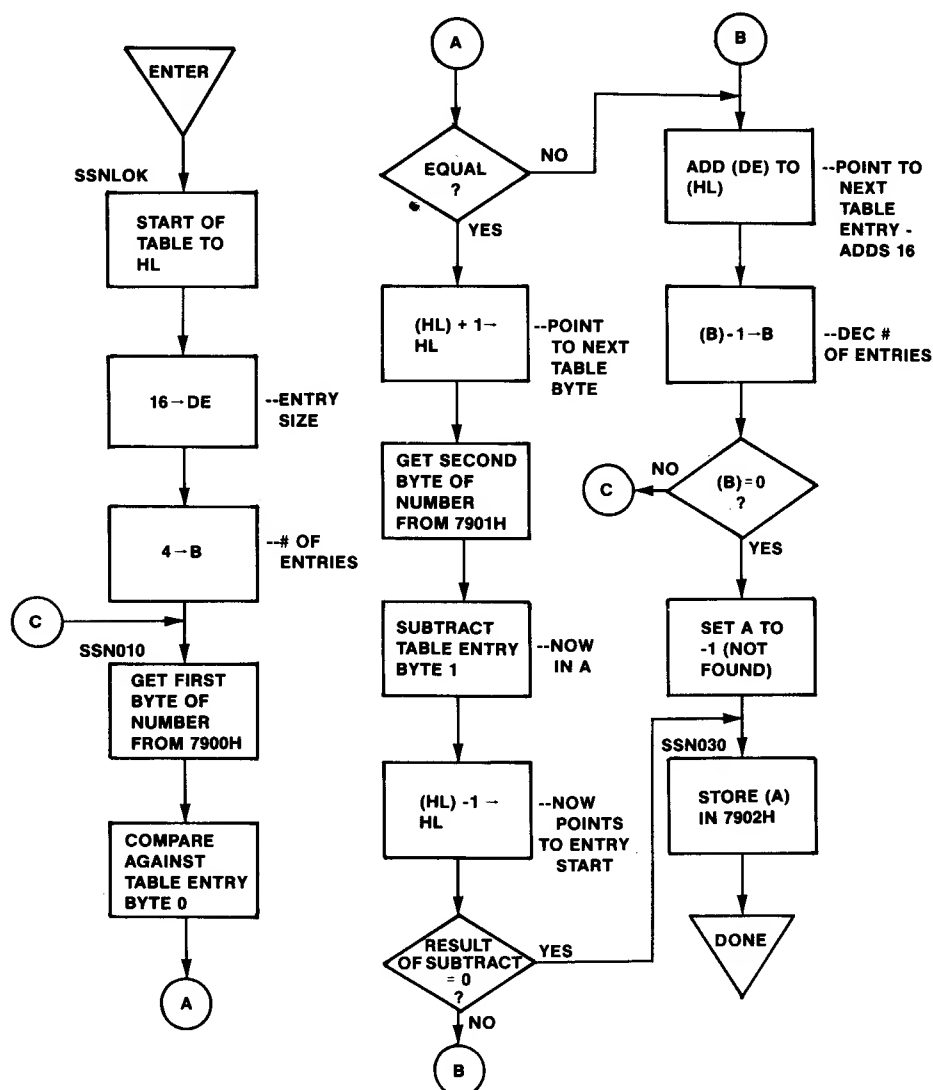 ENTER
SSNLOK
START OF
TABLE TO
HL
16→DE
--ENTRY
SIZE
4→B
--# OF
ENTRIES
C
SSN010
GET FIRST
BYTE OF
NUMBER
FROM 7900H
COMPARE
AGAINST
TABLE ENTRY
BYTE 0
A
A
EQUAL
?
NO
YES
(HL) + 1→
HL
--POINT
TO NEXT
TABLE
BYTE
GET SECOND
BYTE OF
NUMBER
FROM 7901H
SUBTRACT
TABLE ENTRY
BYTE 1
--NOW
IN A
(HL) -1 →
HL
--NOW
POINTS
TO ENTRY
START
RESULT
OF SUBTRACT
= 0
?
YES
NO
B
B
ADD (DE) TO
(HL)
--POINT TO
NEXT
TABLE
ENTRY -
ADDS 16
(B)-1→B
--DEC #
OF ENTRIES
(B)=0
?
NO
C
YES
SET A TO
-1 (NOT
FOUND)
SSN030
STORE (A)
IN 7902H
DONE